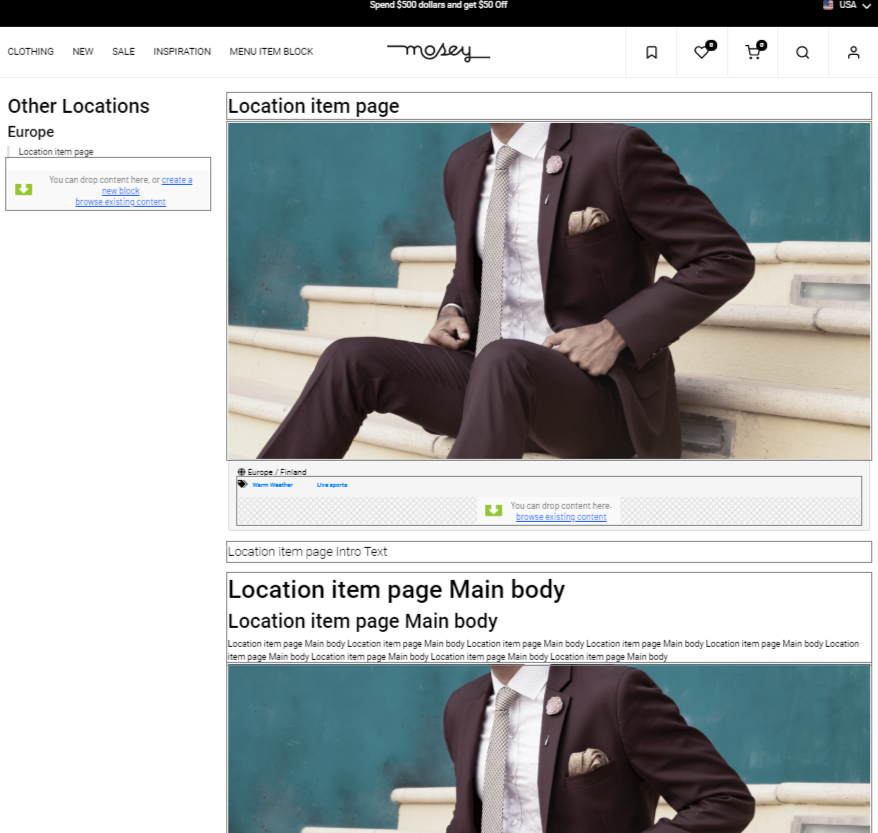 Spend $500 dollars and get $50 Off
USA
CLOTHING NEW SALE INSPIRATION MENU ITEM BLOCK
mosey
0
0
Other Locations
Europe
Location item page
You can drop content here, or create a
new block
browse existing content
Location item page
Europe / Finland
Warm Weather Live sports
You can drop content here.
browse existing content
Location item page Intro Text
Location item page Main body
Location item page Main body
Location item page Main body Location item page Main body Location item page Main body Location item page Main body Location item page Main body Location
item page Main body Location item page Main body Location item page Main body Location item page Main body